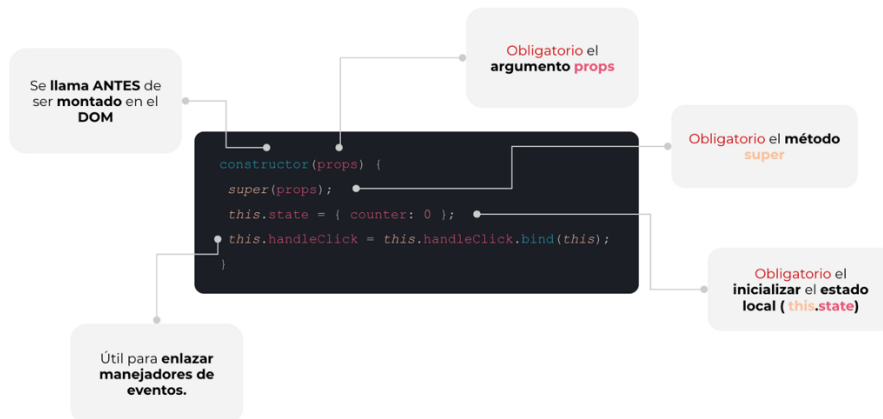 Obligatorio el
argumento props
Se llama ANTES de
ser montado en el
DOM
Obligatorio el método
super
constructor(props) {
super(props);
this.state = { counter: 0 };
this.handleClick = this.handleClick.bind(this);
}
Obligatorio el
inicializar el estado
local ( this.state)
Útil para enlazar
manejadores de
eventos.